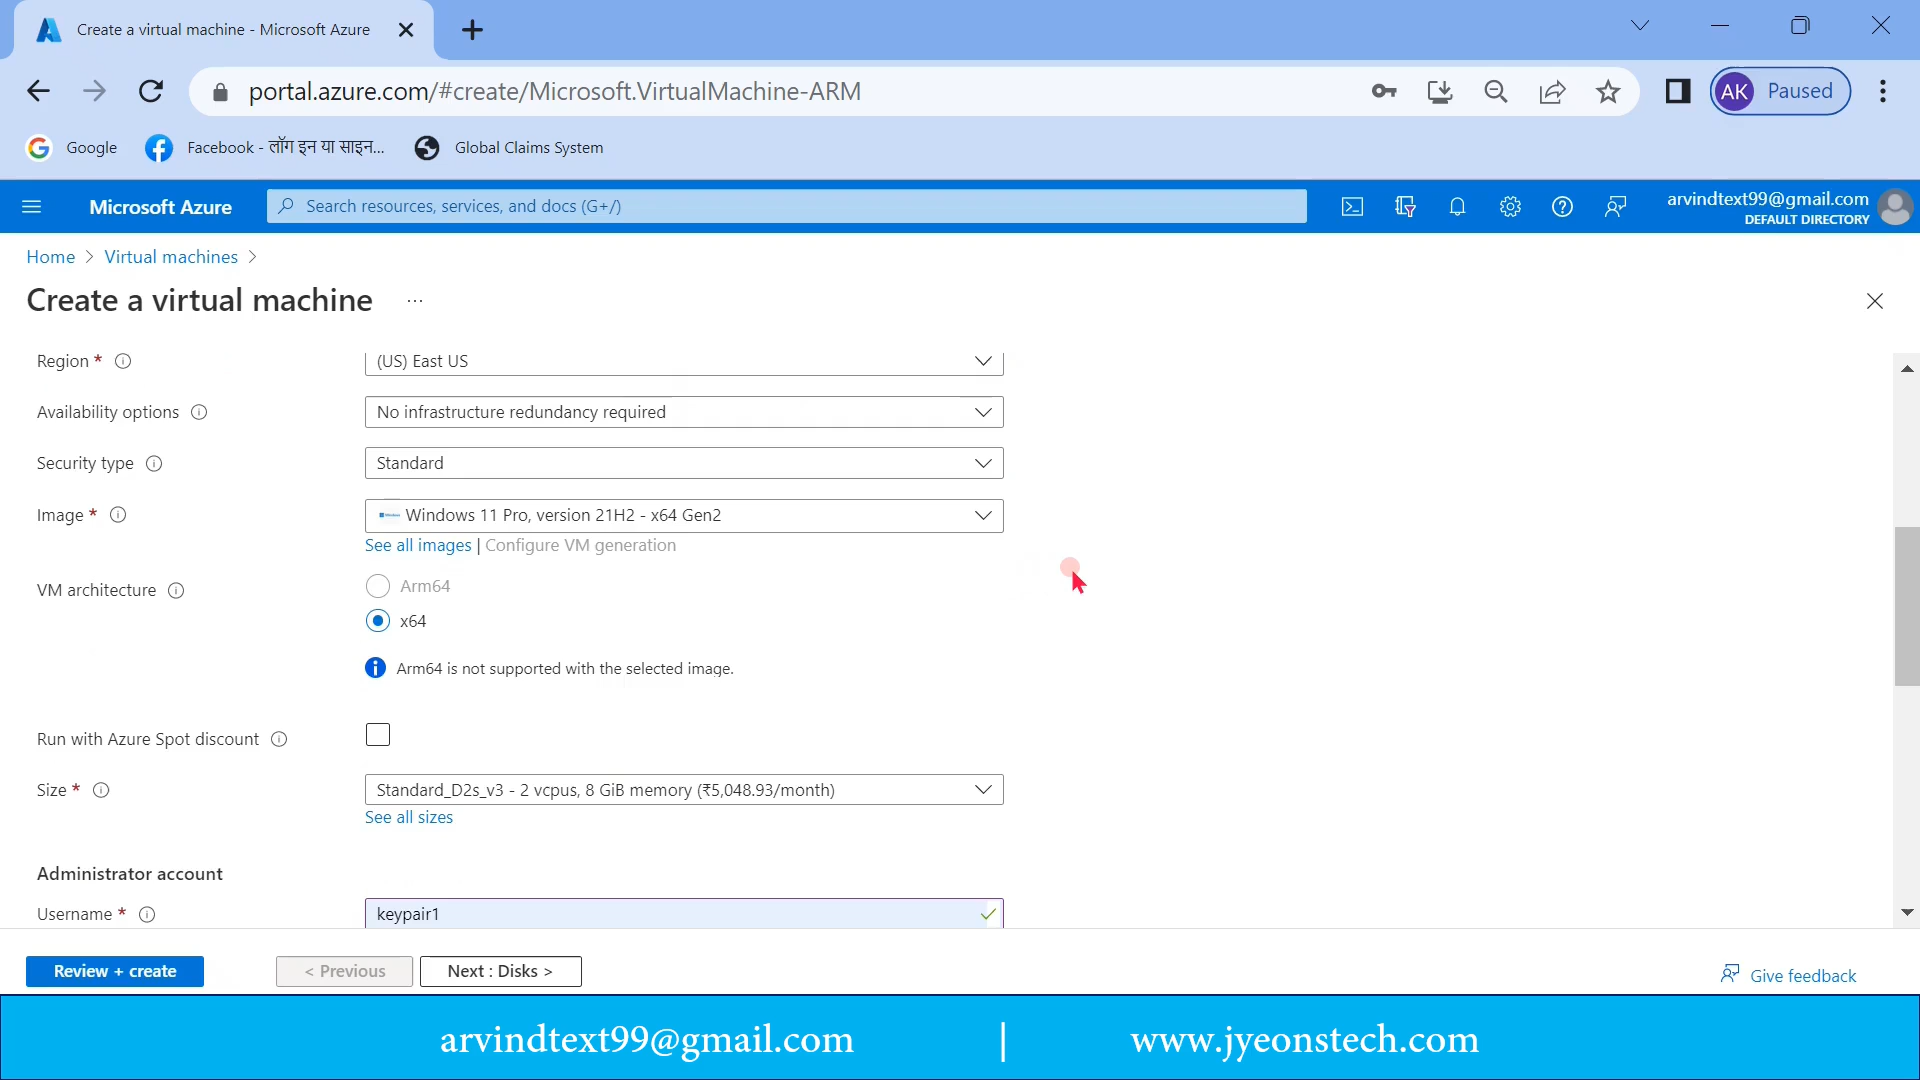 Create a virtual machine - Microsoft Azure
portal.azure.com/#create/Microsoft.VirtualMachine-ARM
AK Paused
Google Facebook - लॉग इन या साइन... Global Claims System
Microsoft Azure
Search resources, services, and docs (G+/)
arvindtext99@gmail.com
DEFAULT DIRECTORY
Home > Virtual machines >
Create a virtual machine ...
Region * (US) East US
Availability options No infrastructure redundancy required
Security type Standard
Image * Windows 11 Pro, version 21H2 - x64 Gen2
See all images | Configure VM generation
VM architecture Arm64
x64
Arm64 is not supported with the selected image.
Run with Azure Spot discount
Size * Standard_D2s_v3 - 2 vcpus, 8 GiB memory (₹5,048.93/month)
See all sizes
Administrator account
Username * keypair1
Review + create < Previous Next : Disks > Give feedback
arvindtext99@gmail.com | www.jyeonstech.com